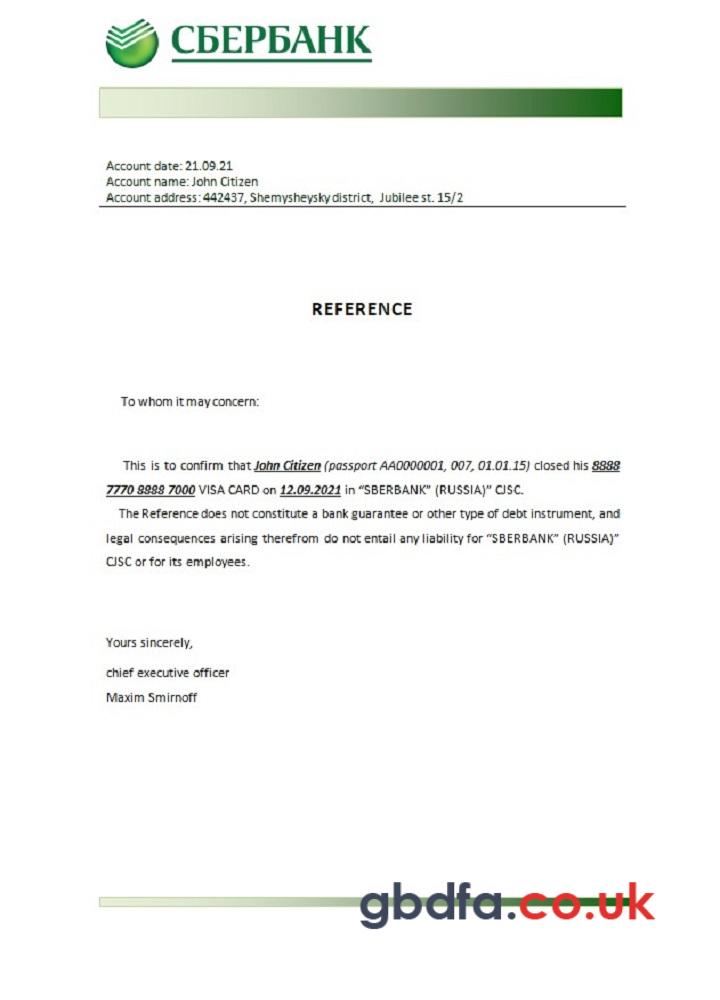 СБЕРБАНК
Account date: 21.09.21
Account name: John Citizen
Account address: 442437, Shemysheysky district, Jubilee st. 15/2
REFERENCE
To whom it may concern:
This is to confirm that John Citizen (passport AA0000001, 007, 01.01.15) closed his 8888
7770 8888 7000 VISA CARD on 12.09.2021 in “SBERBANK” (RUSSIA)” CJSC.
The Reference does not constitute a bank guarantee or other type of debt instrument, and
legal consequences arising therefrom do not entail any liability for “SBERBANK” (RUSSIA)”
CJSC or for its employees.
Yours sincerely,
chief executive officer
Maxim Smirnoff
gbdfa.co.uk